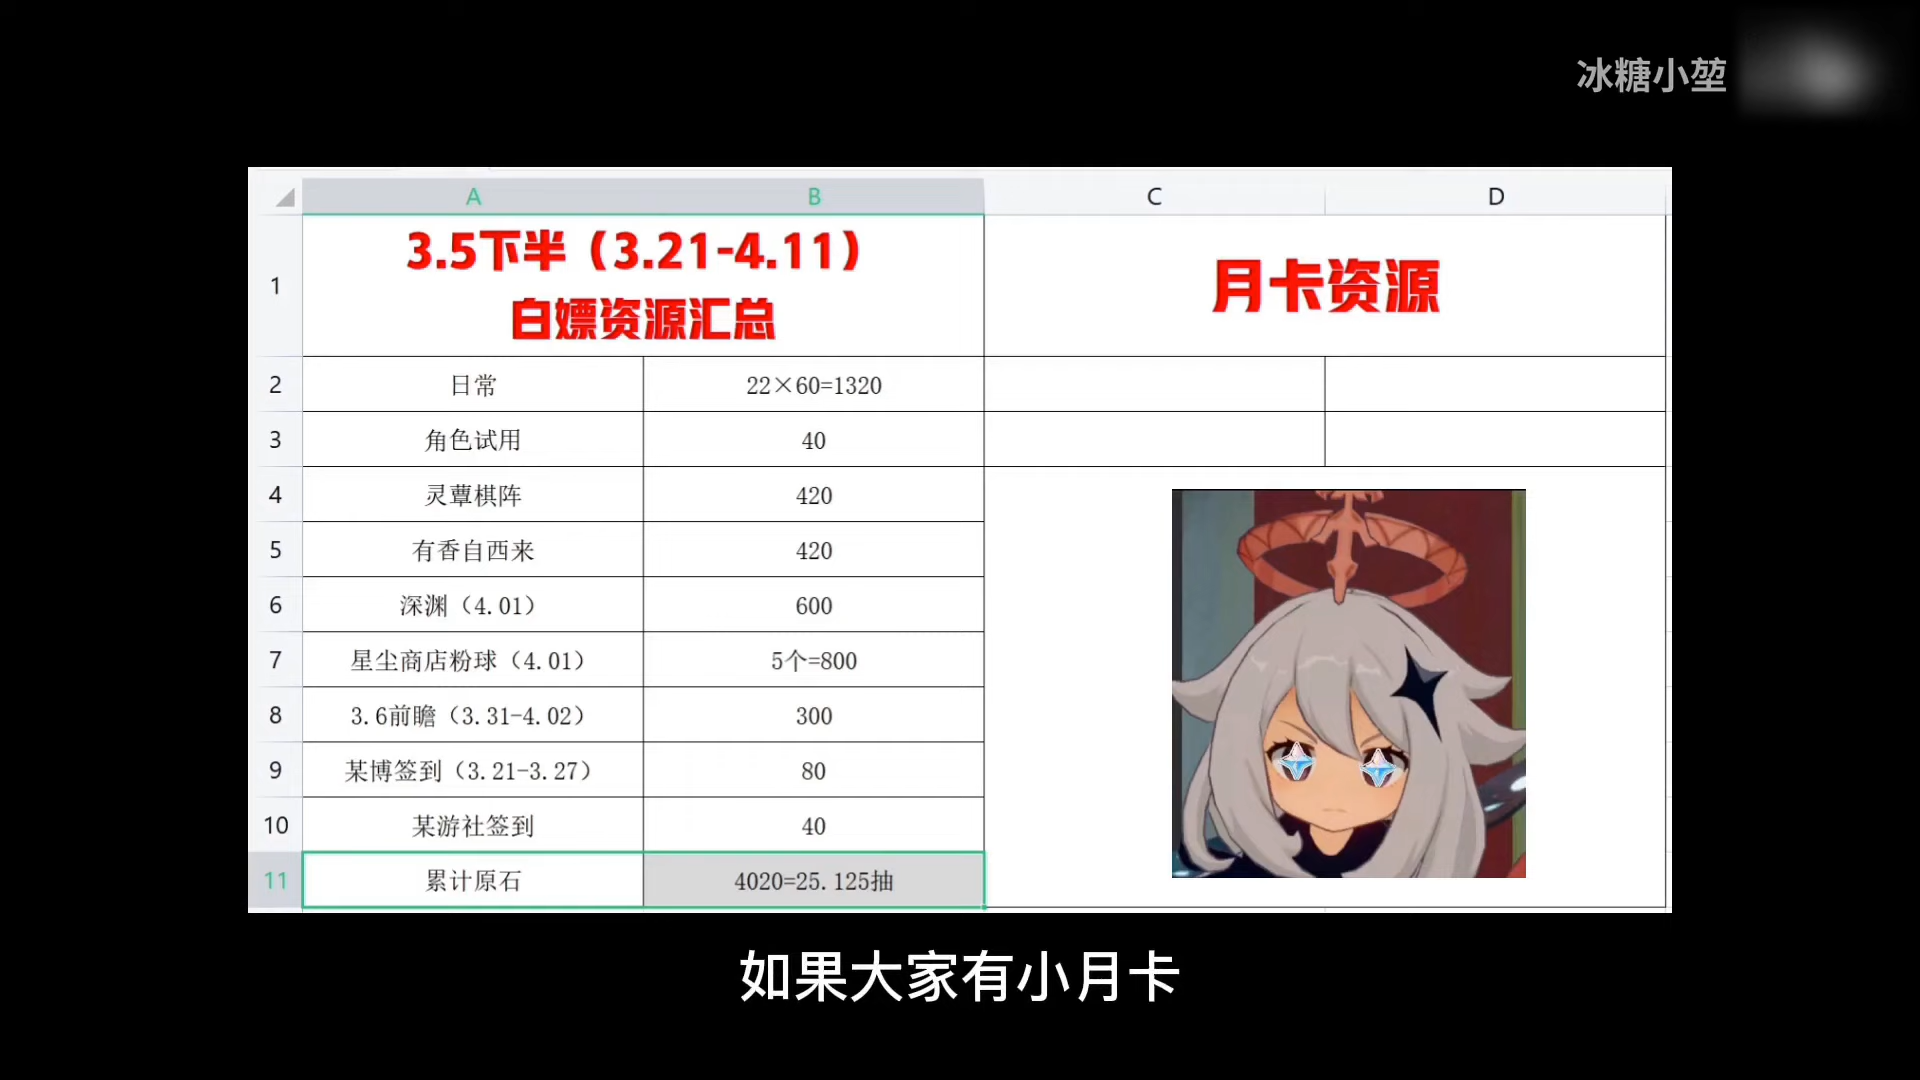 冰糖小堃
A B C D
1 3.5下半（3.21-4.11） 月卡资源
白嫖资源汇总
2 日常 22×60=1320
3 角色试用 40
4 灵蕈棋阵 420
5 有香自西来 420
6 深渊（4.01） 600
7 星尘商店粉球（4.01） 5个=800
8 3.6前瞻（3.31-4.02） 300
9 某博签到（3.21-3.27） 80
10 某游社签到 40
11 累计原石 4020=25.125抽
如果大家有小月卡